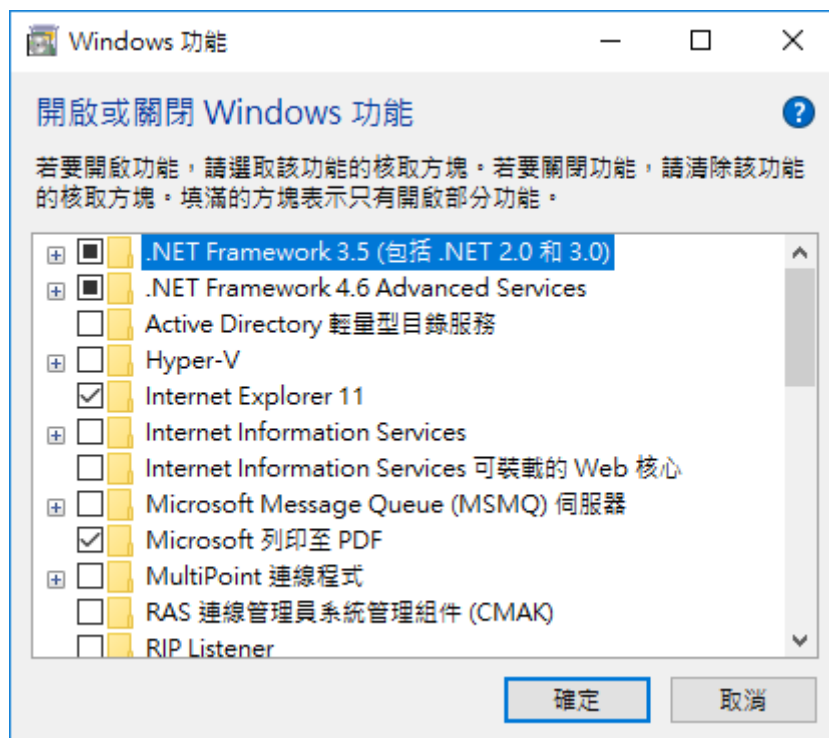 Windows 功能
開啟或關閉 Windows 功能
若要開啟功能，請選取該功能的核取方塊。若要關閉功能，請清除該功能
的核取方塊。填滿的方塊表示只有開啟部分功能。
.NET Framework 3.5 (包括 .NET 2.0 和 3.0)
.NET Framework 4.6 Advanced Services
Active Directory 輕量型目錄服務
Hyper-V
Internet Explorer 11
Internet Information Services
Internet Information Services 可裝載的 Web 核心
Microsoft Message Queue (MSMQ) 伺服器
Microsoft 列印至 PDF
MultiPoint 連線程式
RAS 連線管理員系統管理組件 (CMAK)
RIP Listener
確定 取消